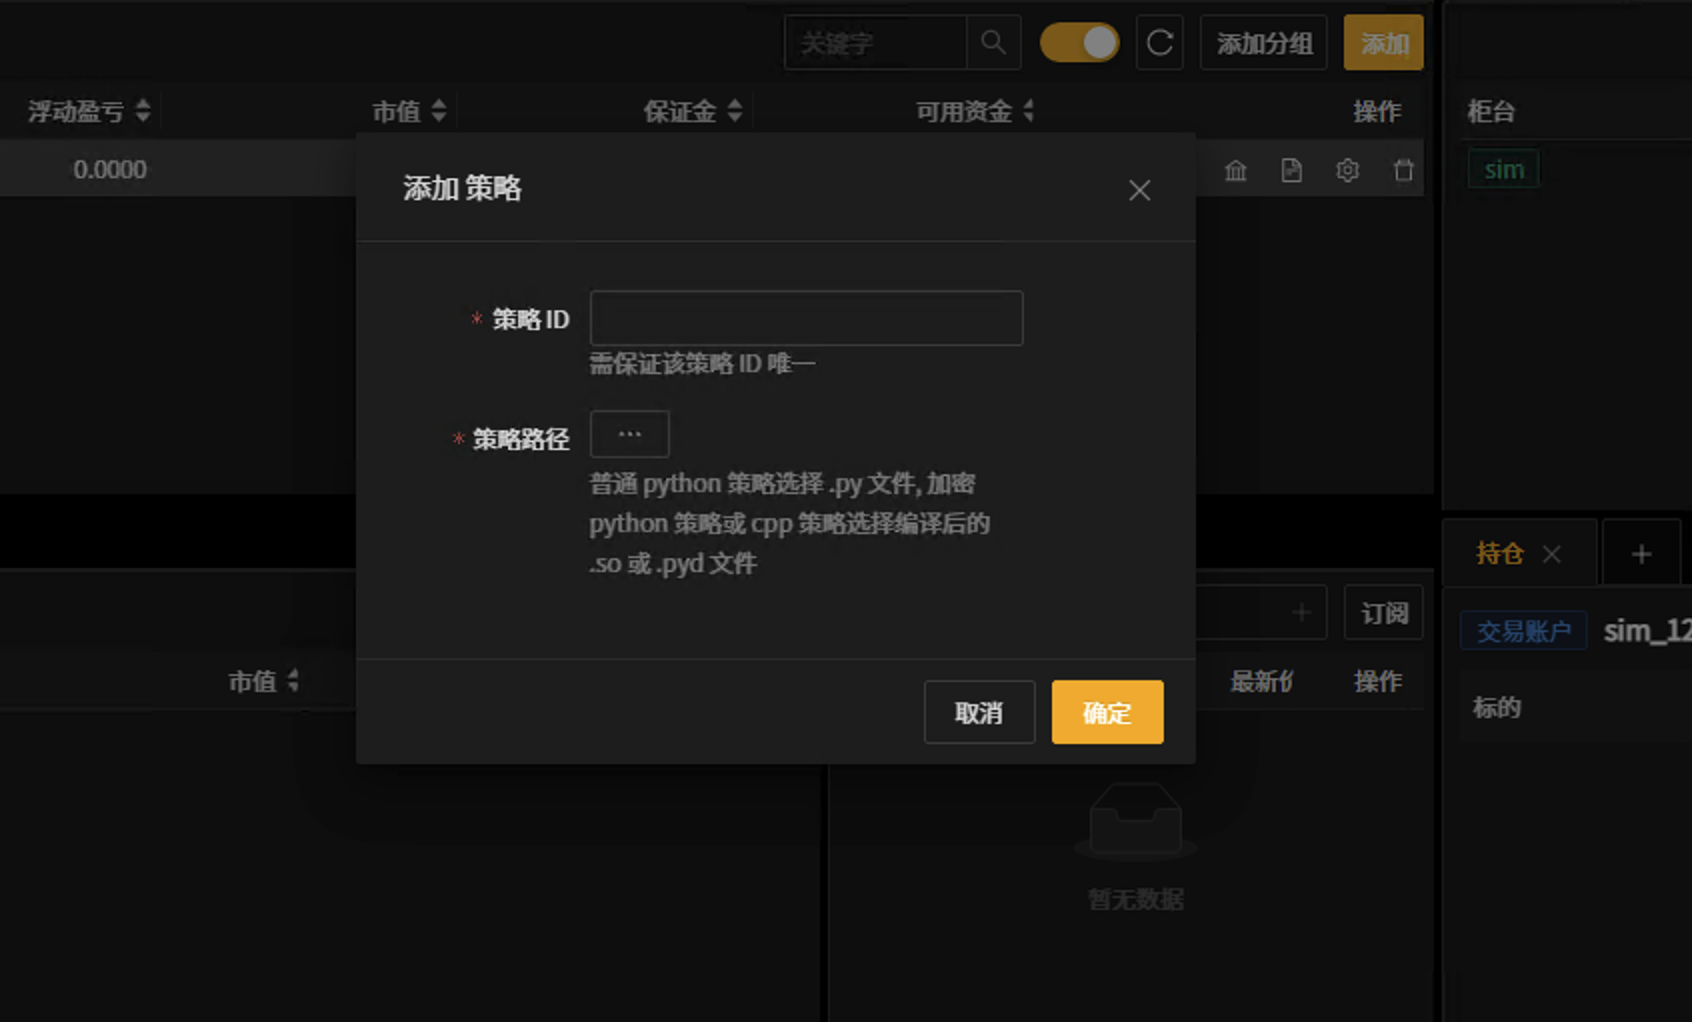 关键字
添加分组
添加
浮动盈亏
市值
保证金
可用资金
操作
柜台
0.0000
sim
添加 策略
* 策略 ID
需保证该策略 ID 唯一
* 策略路径
...
普通 python 策略选择 .py 文件, 加密
python 策略或 cpp 策略选择编译后的
.so 或 .pyd 文件
取消
确定
持仓
订阅
交易账户
sim_12
市值
最新价
操作
标的
暂无数据